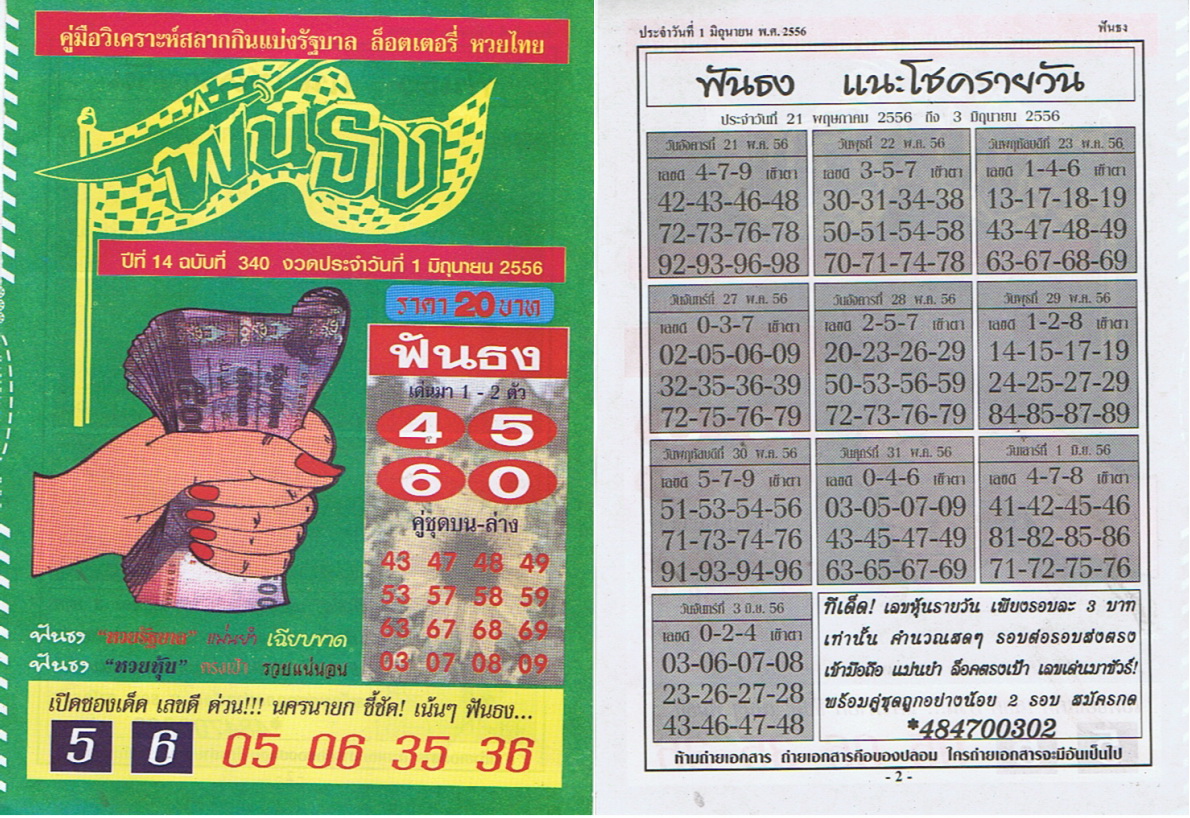 คู่มือวิเคราะห์สลากกินแบ่งรัฐบาล ล็อตเตอรี่ หวยไทย
ฟันธง
ปีที่ 14 ฉบับที่ 340 งวดประจำวันที่ 1 มิถุนายน 2556
ราคา 20 บาท
ฟันธง
เด่นมา 1 - 2 ตัว
4 5
6 0
คู่ชุดบน-ล่าง
43 47 48 49
53 57 58 59
63 67 68 69
03 07 08 09
ฟันธง "หวยรัฐบาล" แม่นยำ เฉียบขาด
ฟันธง "หวยหุ้น" ตรงเป้า รวยแน่นอน
เปิดซองเด็ด เลขดี ด่วน!!! นครนายก ชี้ชัด! เน้นๆ ฟันธง...
5 6 05 06 35 36
ประจำวันที่ 1 มิถุนายน พ.ศ. 2556 ฟันธง
ฟันธง แนะโชครายวัน
ประจำวันที่ 21 พฤษภาคม 2556 ถึง 3 มิถุนายน 2556
วันอังคารที่ 21 พ.ค. 56
เลขดี 4-7-9 เข้าตา
42-43-46-48
72-73-76-78
92-93-96-98
วันพุธที่ 22 พ.ค. 56
เลขดี 3-5-7 เข้าตา
30-31-34-38
50-51-54-58
70-71-74-78
วันพฤหัสบดีที่ 23 พ.ค. 56
เลขดี 1-4-6 เข้าตา
13-17-18-19
43-47-48-49
63-67-68-69
วันจันทร์ที่ 27 พ.ค. 56
เลขดี 0-3-7 เข้าตา
02-05-06-09
32-35-36-39
72-75-76-79
วันอังคารที่ 28 พ.ค. 56
เลขดี 2-5-7 เข้าตา
20-23-26-29
50-53-56-59
72-73-76-79
วันพุธที่ 29 พ.ค. 56
เลขดี 1-2-8 เข้าตา
14-15-17-19
24-25-27-29
84-85-87-89
วันพฤหัสบดีที่ 30 พ.ค. 56
เลขดี 5-7-9 เข้าตา
51-53-54-56
71-73-74-76
91-93-94-96
วันศุกร์ที่ 31 พ.ค. 56
เลขดี 0-4-6 เข้าตา
03-05-07-09
43-45-47-49
63-65-67-69
วันเสาร์ที่ 1 มิ.ย. 56
เลขดี 4-7-8 เข้าตา
41-42-45-46
81-82-85-86
71-72-75-76
วันจันทร์ที่ 3 มิ.ย. 56
เลขดี 0-2-4 เข้าตา
03-06-07-08
23-26-27-28
43-46-47-48
ทีเด็ด! เลขหุ้นรายวัน เพียงรอบละ 3 บาท
เท่านั้น คำนวณสดๆ รอบต่อรอบส่งตรง
เข้ามือถือ แม่นยำ ล็อคตรงเป้า เลขเด่นมาชัวร์!
พร้อมคู่ชุดถูกอย่างน้อย 2 รอบ สมัครกด
*484700302
ห้ามถ่ายเอกสาร ถ่ายเอกสารคือของปลอม ใครถ่ายเอกสารจะมีอันเป็นไป
- 2 -